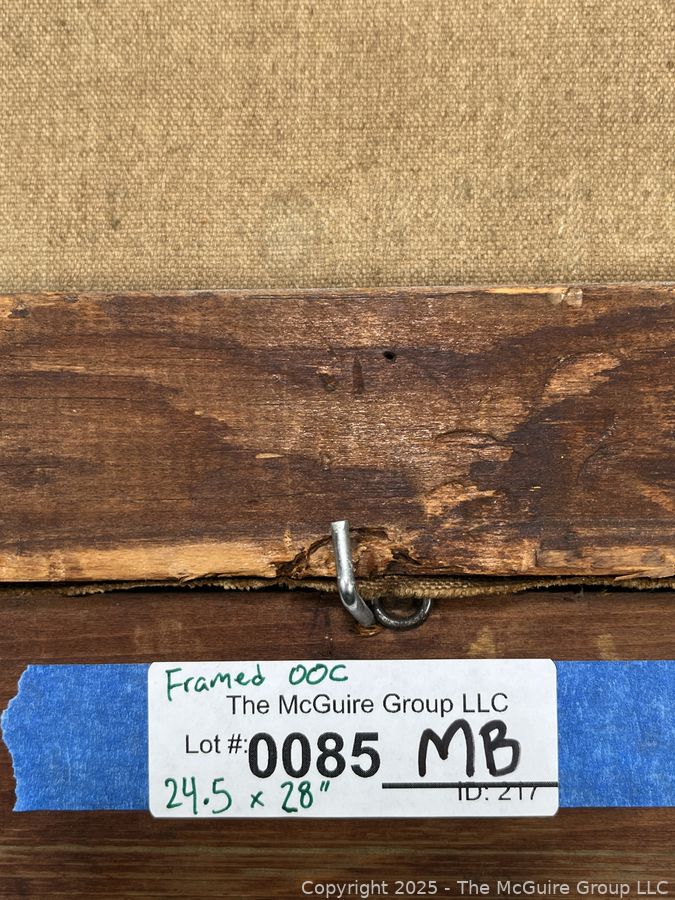 Framed OOC
The McGuire Group LLC
Lot #: 0085 MB
24.5 x 28"
ID: 217
Copyright 2025 - The McGuire Group LLC